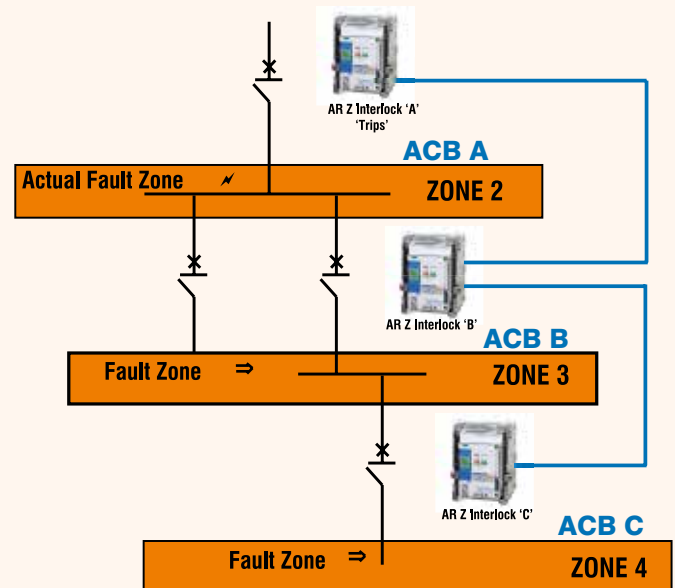 AR Z Interlock 'A'
'Trips'
ACB A
Actual Fault Zone
ZONE 2
AR Z Interlock 'B'
ACB B
Fault Zone ⇒
ZONE 3
AR Z Interlock 'C'
ACB C
Fault Zone ⇒
ZONE 4